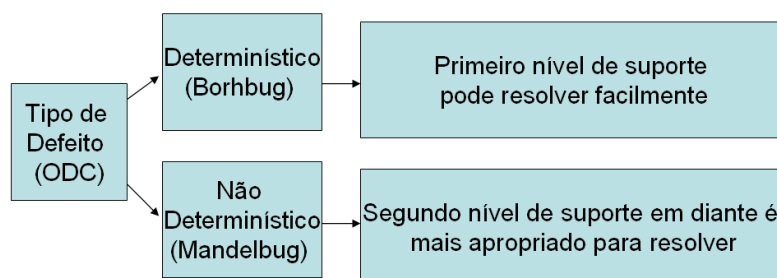 Tipo de
Defeito
(ODC)
Determinístico
(Borhbug)
Primeiro nível de suporte
pode resolver facilmente
Não
Determinístico
(Mandelbug)
Segundo nível de suporte em diante é
mais apropriado para resolver